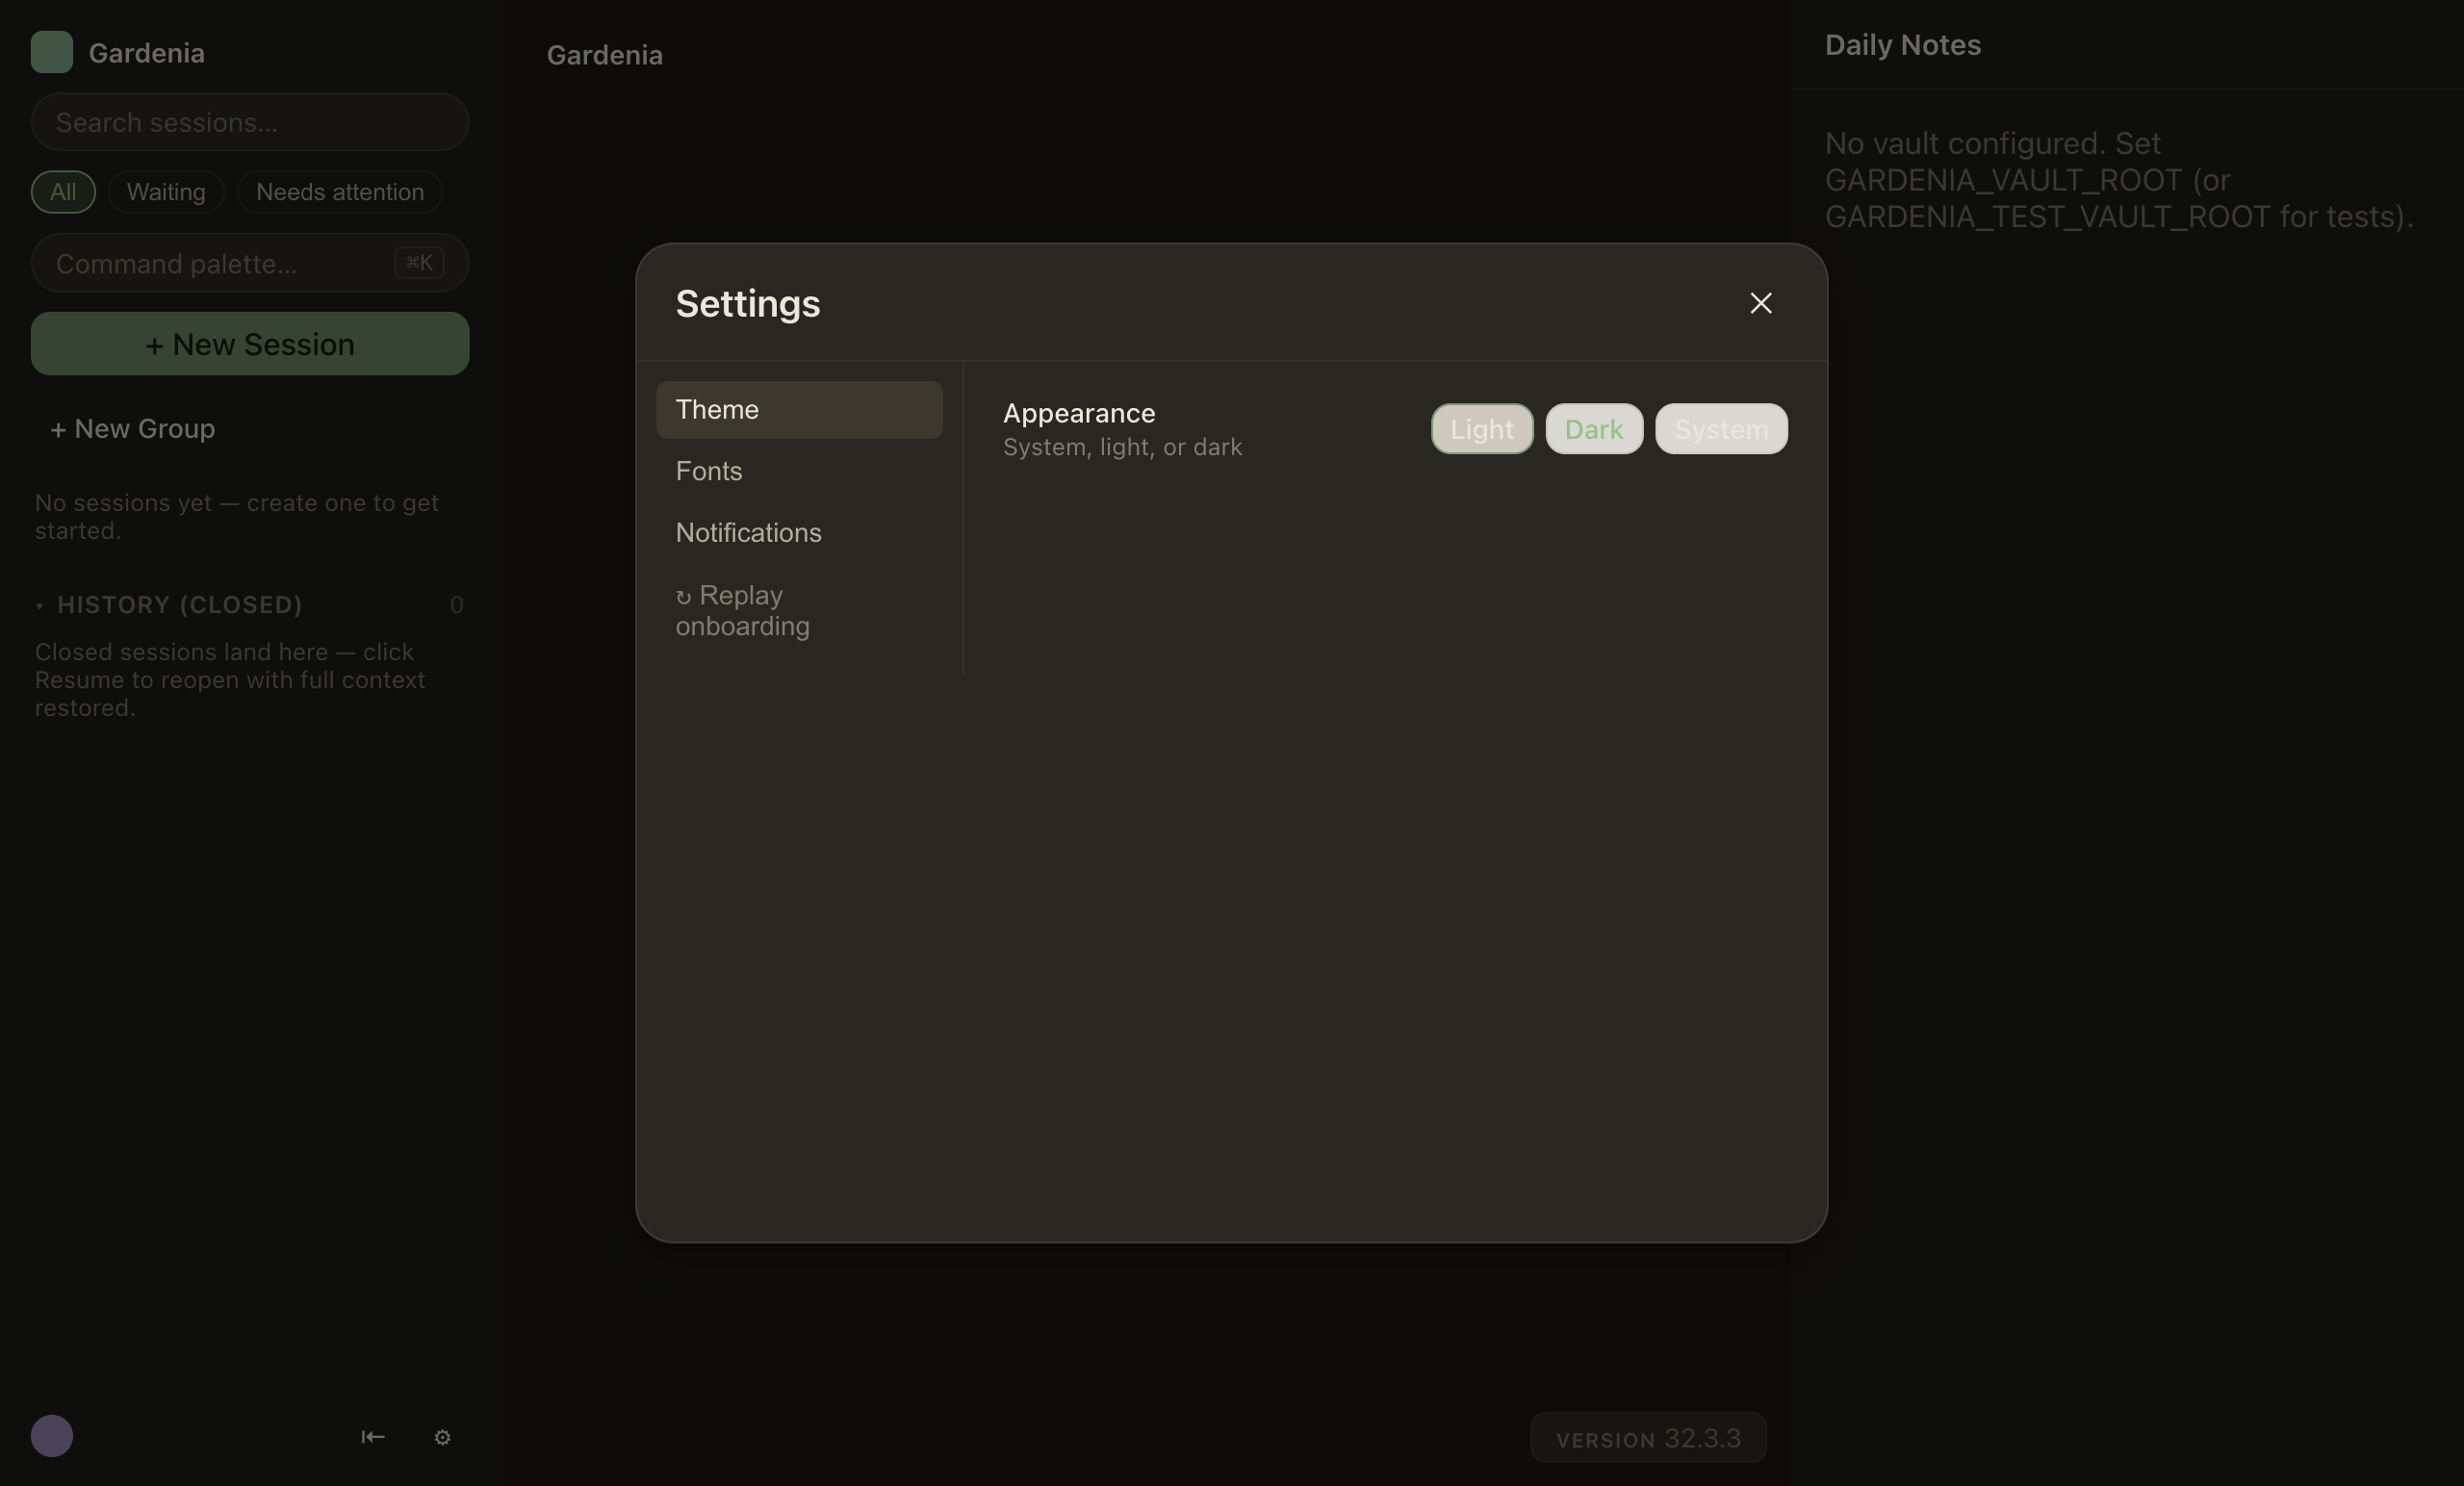 Gardenia
Search sessions...
All
Waiting
Needs attention
Command palette...
⌘K
+ New Session
+ New Group
No sessions yet — create one to get
started.
▾ HISTORY (CLOSED) 0
Closed sessions land here — click
Resume to reopen with full context
restored.
Gardenia
Settings
Theme
Fonts
Notifications
↻ Replay
onboarding
Appearance
System, light, or dark
Light
Dark
System
VERSION 32.3.3
Daily Notes
No vault configured. Set
GARDENIA_VAULT_ROOT (or
GARDENIA_TEST_VAULT_ROOT for tests).